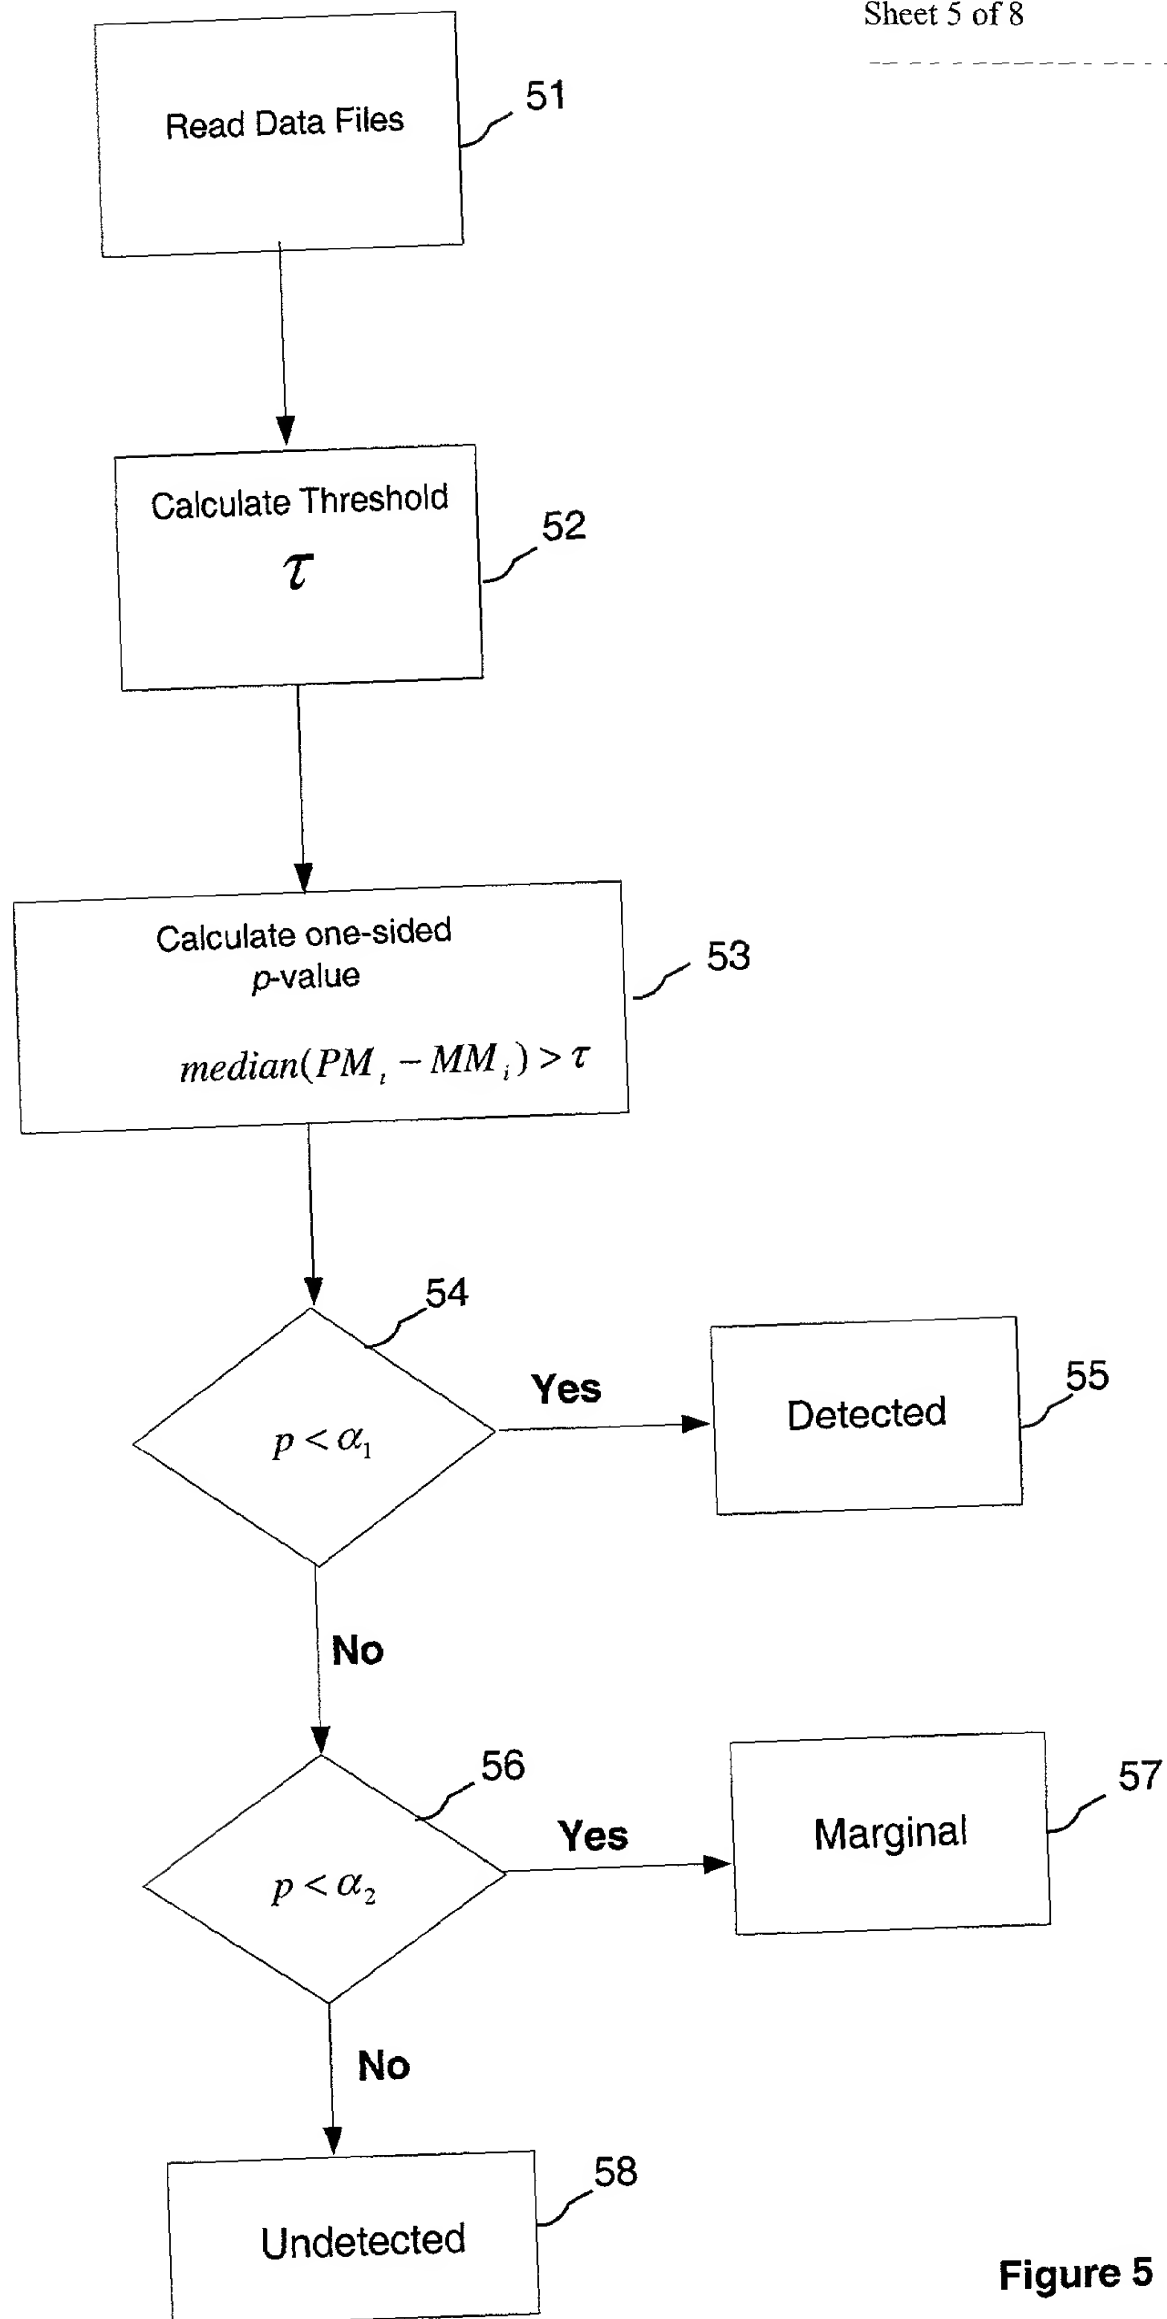 Sheet 5 of 8
Read Data Files
51
Calculate Threshold
τ
52
Calculate one-sided
p-value
median(PM_i − MM_i) > τ
53
54
p < α₁
Yes
Detected
55
No
56
p < α₂
Yes
Marginal
57
No
Undetected
58
Figure 5